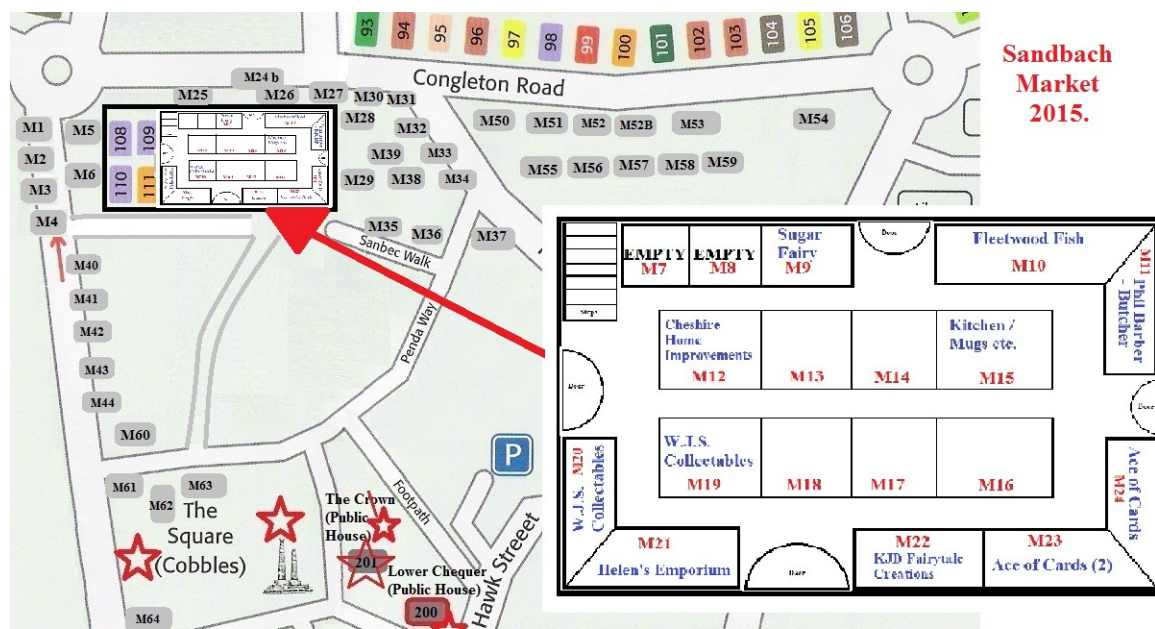 93
94
95
96
97
98
99
100
101
102
103
104
105
106
Congleton Road
Sandbach
Market
2015.
M24 b
M25
M26
M27
M30
M31
M28
M32
M1
M5
108
109
M50
M51
M52
M52B
M53
M54
M2
M6
110
111
M39
M33
M3
M29
M38
M34
M55
M56
M57
M58
M59
M4
M35
M36
M37
Sanbec Walk
Penda Way
M40
M41
M42
M43
M44
M60
M61
M62
M63
M64
The
Square
(Cobbles)
The Crown
(Public
House)
201
Lower Chequer
(Public House)
200
Footpath
P
Hawk Streeet
Steps
EMPTY
M7
EMPTY
M8
Sugar
Fairy
M9
Door
Fleetwood Fish
M10
M11
Phil Barber
- Butcher
Cheshire
Home
Improvements
M12
M13
M14
Kitchen /
Mugs etc.
M15
Door
Door
W.J.S. M20
Collectables
W.J.S.
Collectables
M19
M18
M17
M16
Ace of Cards
M24
M21
Helen's Emporium
Door
M22
KJD Fairytale
Creations
M23
Ace of Cards (2)